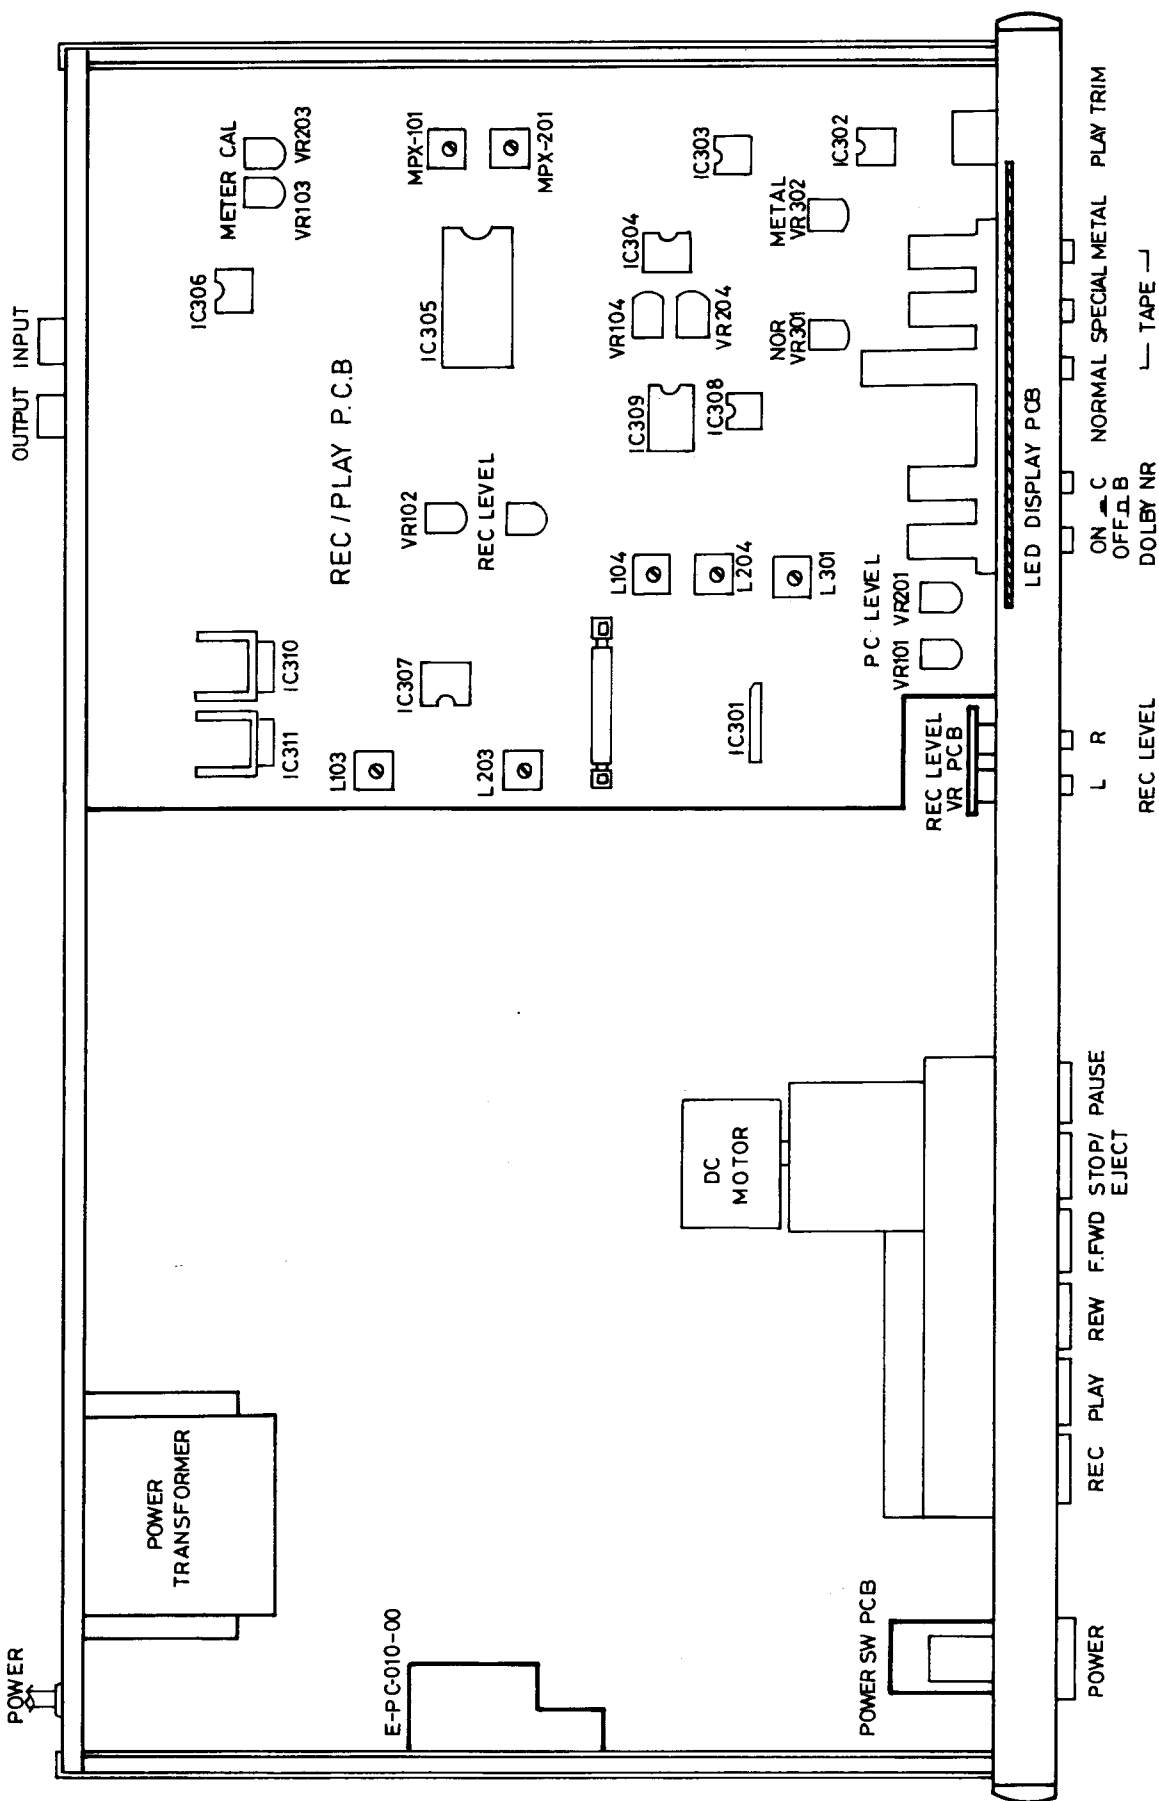 POWER
OUTPUT INPUT
POWER
TRANSFORMER
E-PC-010-00
POWER SW PCB
DC
MOTOR
IC311
IC310
L103
L203
IC307
IC301
REC/PLAY P.C.B
VR102
REC LEVEL
L104
L204
L301
PC LEVEL
VR101 VR201
REC LEVEL
VR PCB
IC306
METER CAL
VR103 VR203
IC305
MPX-101
MPX-201
IC309
IC308
VR104
VR204
IC304
IC303
IC302
NOR
VR301
METAL
VR302
LED DISPLAY PCB
POWER
REC PLAY REW F.FWD STOP/ PAUSE
EJECT
L R
REC LEVEL
ON C
OFF B
DOLBY NR
NORMAL SPECIAL METAL
TAPE
PLAY TRIM